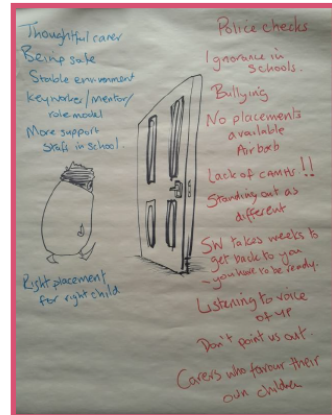 Thoughtful carer
Being safe
Stable environment
Keyworker/Mentor/
role model
More support
Staff in school
Right placement
for right child
Police checks.
Ignorance in
Schools.
Bullying
No placements
available
Airbnb
Lack of carers !!
Standing out as
different
SW takes weeks to
get back to you
- you have to be ready.
Listening to voice
of YP
Don't point us out.
Carers who favour their
own children